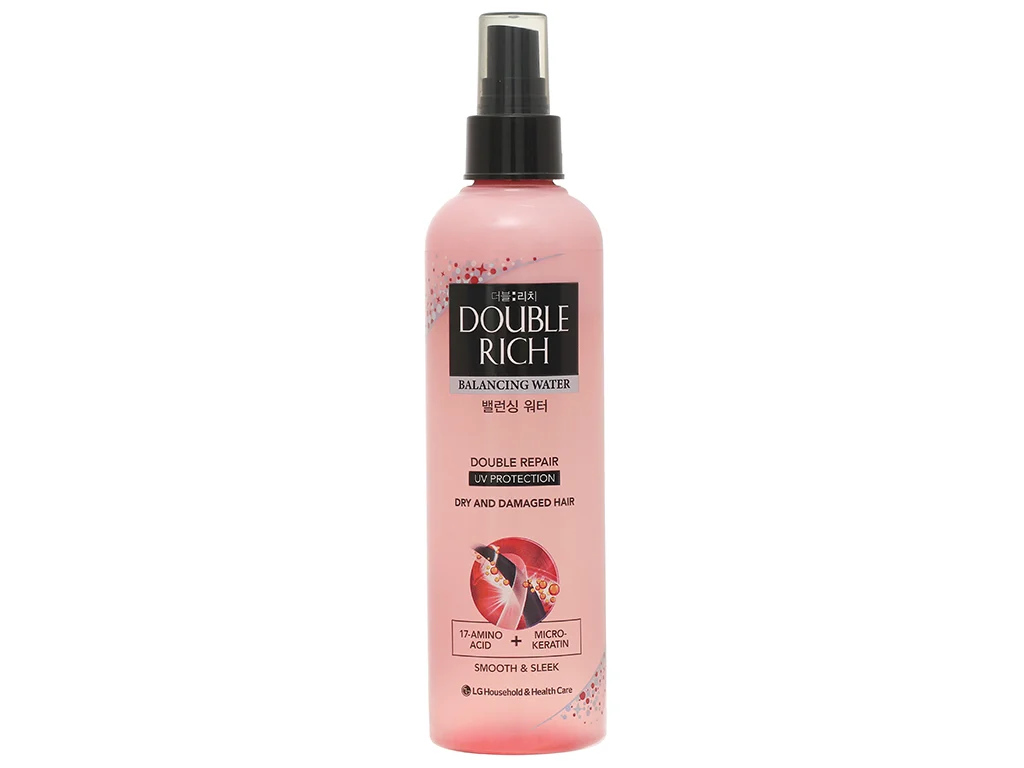 더블:리치
DOUBLE
RICH
BALANCING WATER
밸런싱 워터
DOUBLE REPAIR
UV PROTECTION
DRY AND DAMAGED HAIR
17-AMINO
ACID
+
MICRO-
KERATIN
SMOOTH & SLEEK
LG Household & Health Care